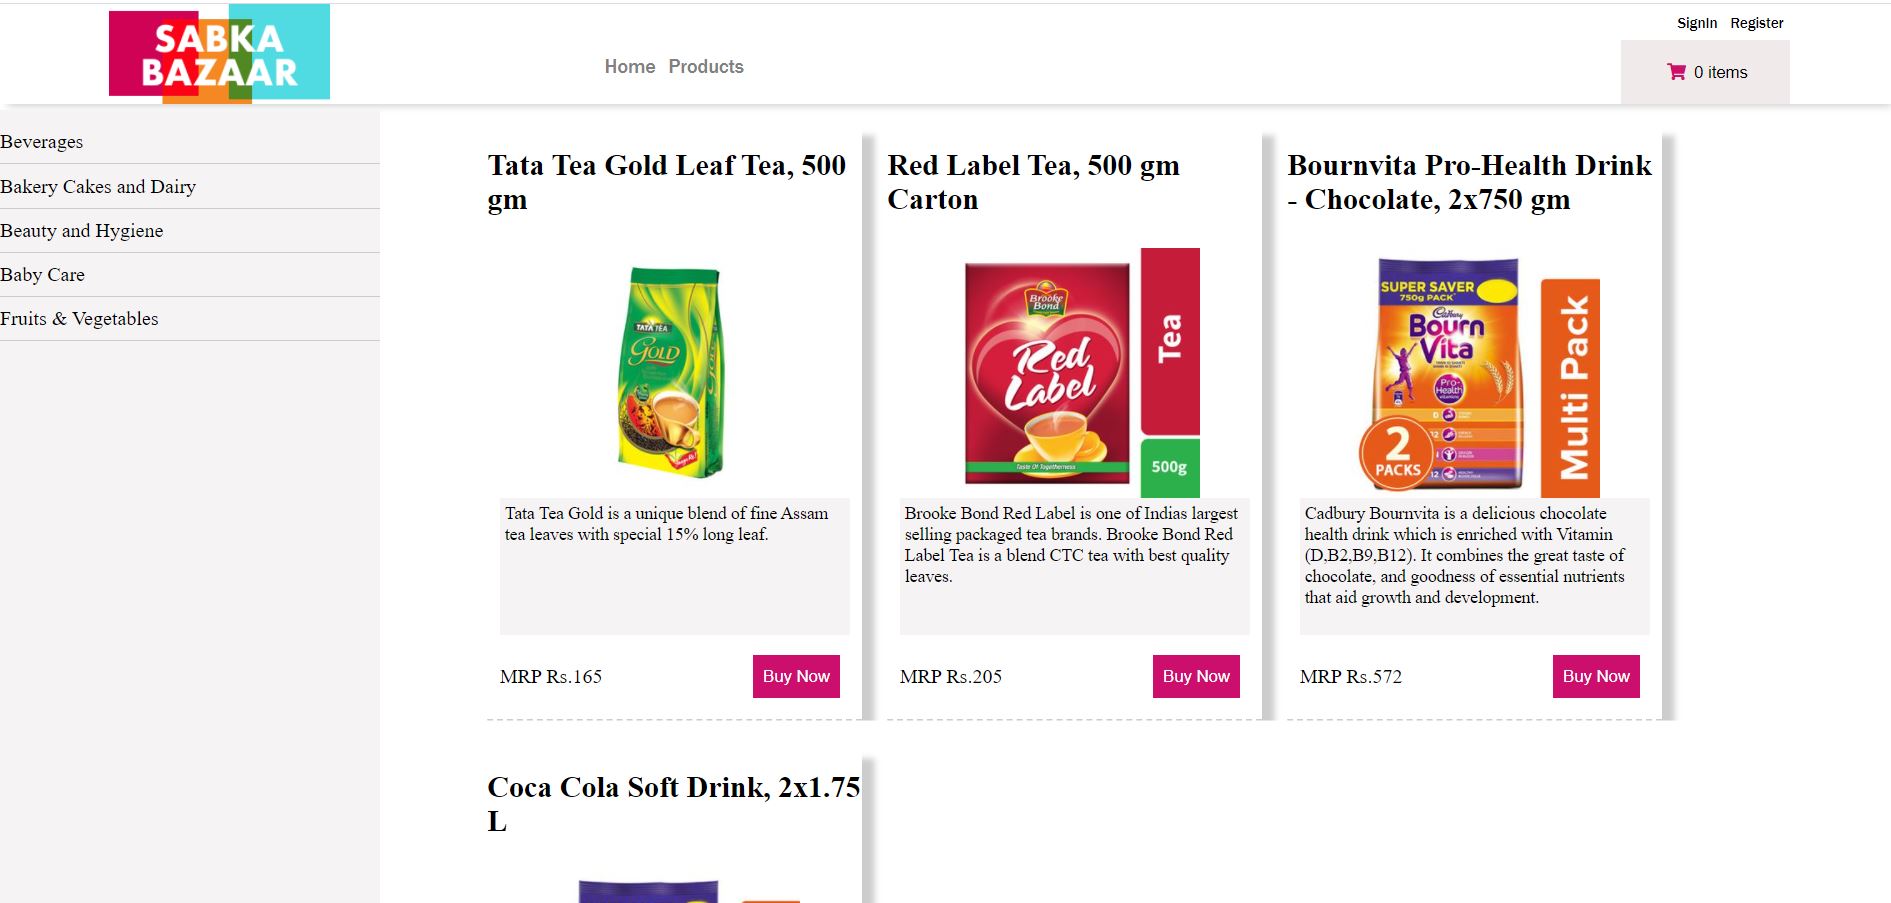 SABKA
BAZAAR
Home Products
SignIn Register
0 items
Beverages
Bakery Cakes and Dairy
Beauty and Hygiene
Baby Care
Fruits & Vegetables
Tata Tea Gold Leaf Tea, 500
gm
TATA TEA
GOLD
GOLD
Tata Tea Gold is a unique blend of fine Assam
tea leaves with special 15% long leaf.
MRP Rs.165
Buy Now
Red Label Tea, 500 gm
Carton
Brooke
Bond
Red
Label
Taste Of Togetherness
Tea
500g
Brooke Bond Red Label is one of Indias largest
selling packaged tea brands. Brooke Bond Red
Label Tea is a blend CTC tea with best quality
leaves.
MRP Rs.205
Buy Now
Bournvita Pro-Health Drink
- Chocolate, 2x750 gm
SUPER SAVER
750g PACK
Cadbury
Bourn
Vita
Pro-
Health
2
PACKS
Multi Pack
Cadbury Bournvita is a delicious chocolate
health drink which is enriched with Vitamin
(D,B2,B9,B12). It combines the great taste of
chocolate, and goodness of essential nutrients
that aid growth and development.
MRP Rs.572
Buy Now
Coca Cola Soft Drink, 2x1.75
L